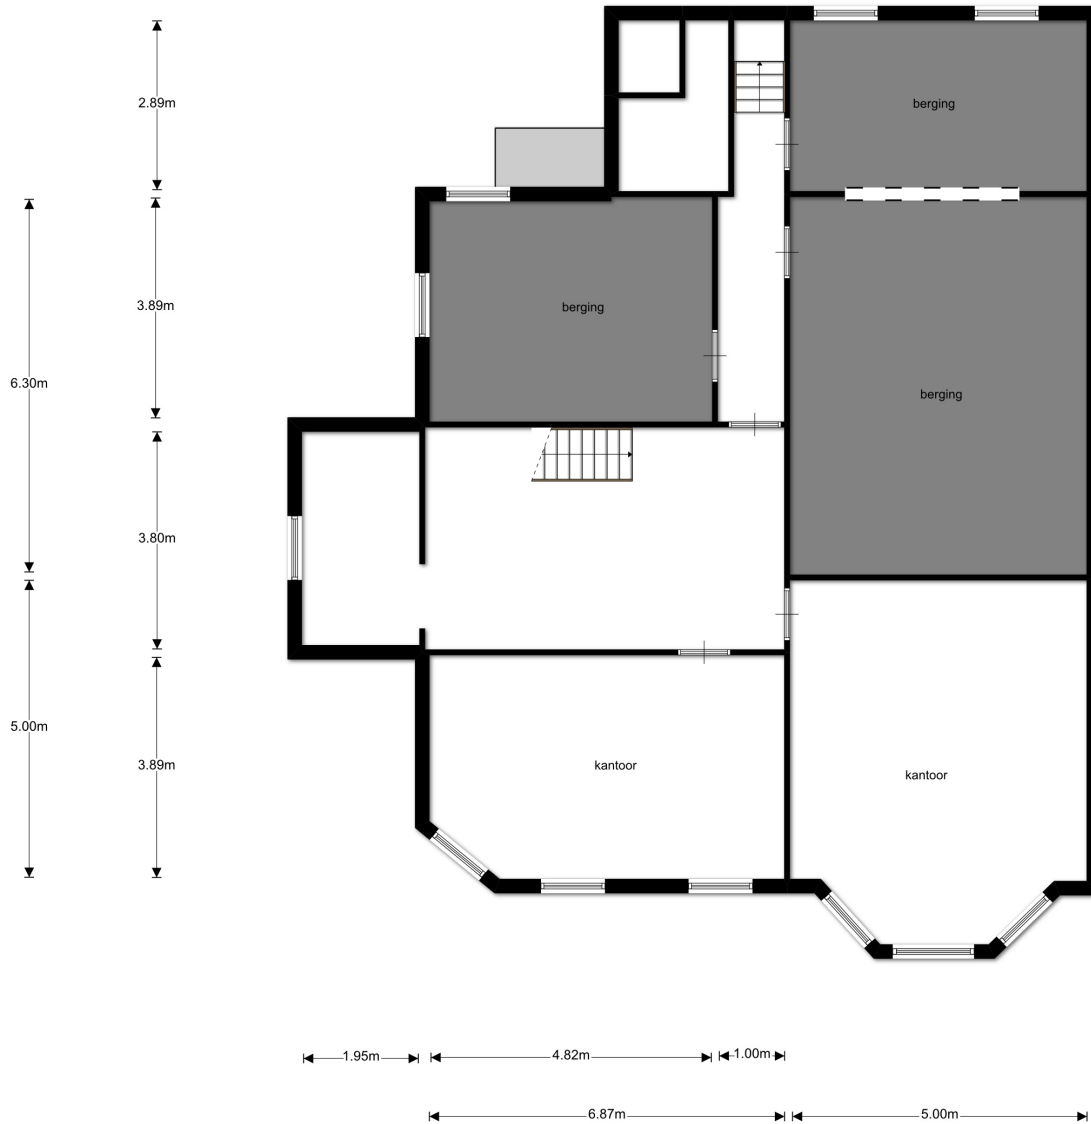 2.89m
berging
3.89m
berging
6.30m
berging
3.80m
5.00m
3.89m
kantoor
kantoor
1.95m
4.82m
1.00m
6.87m
5.00m